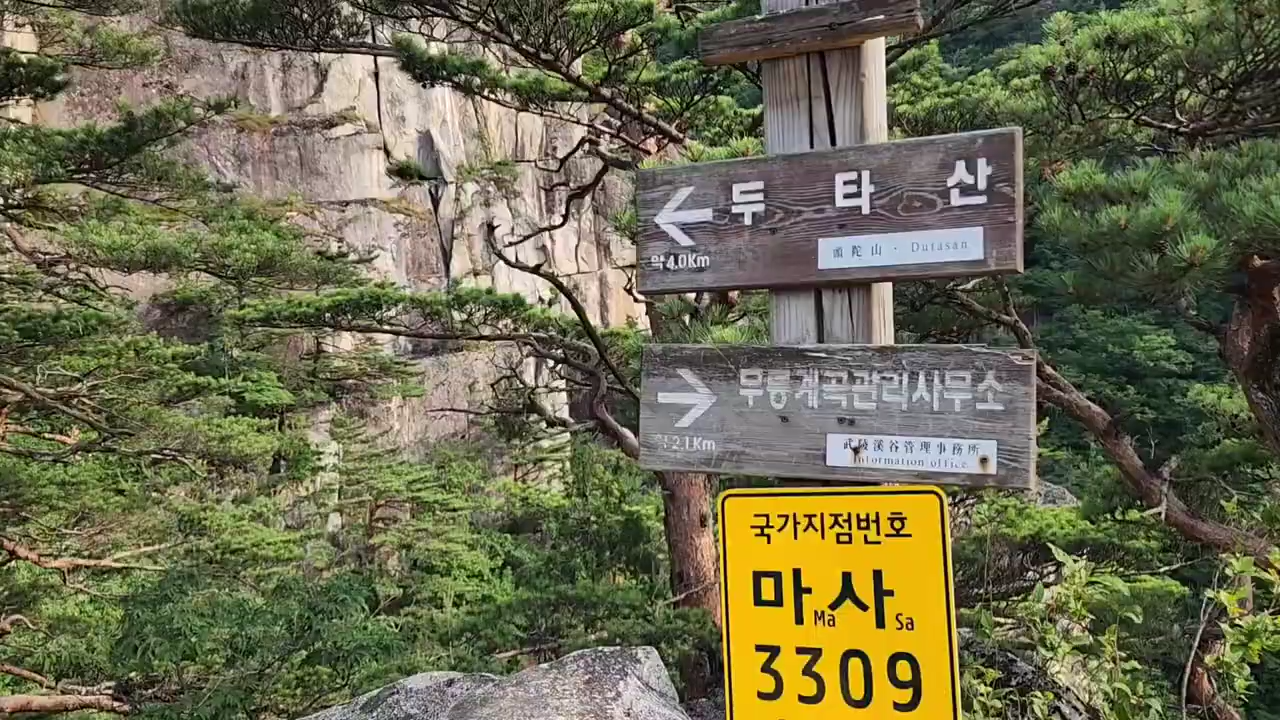 두 타 산
약 4.0Km
頭 陀 山 · Dutasan
무릉계곡관리사무소
약 2.1Km
武陵溪谷管理事務所
Information office
국가지점번호
마Ma사Sa
3309